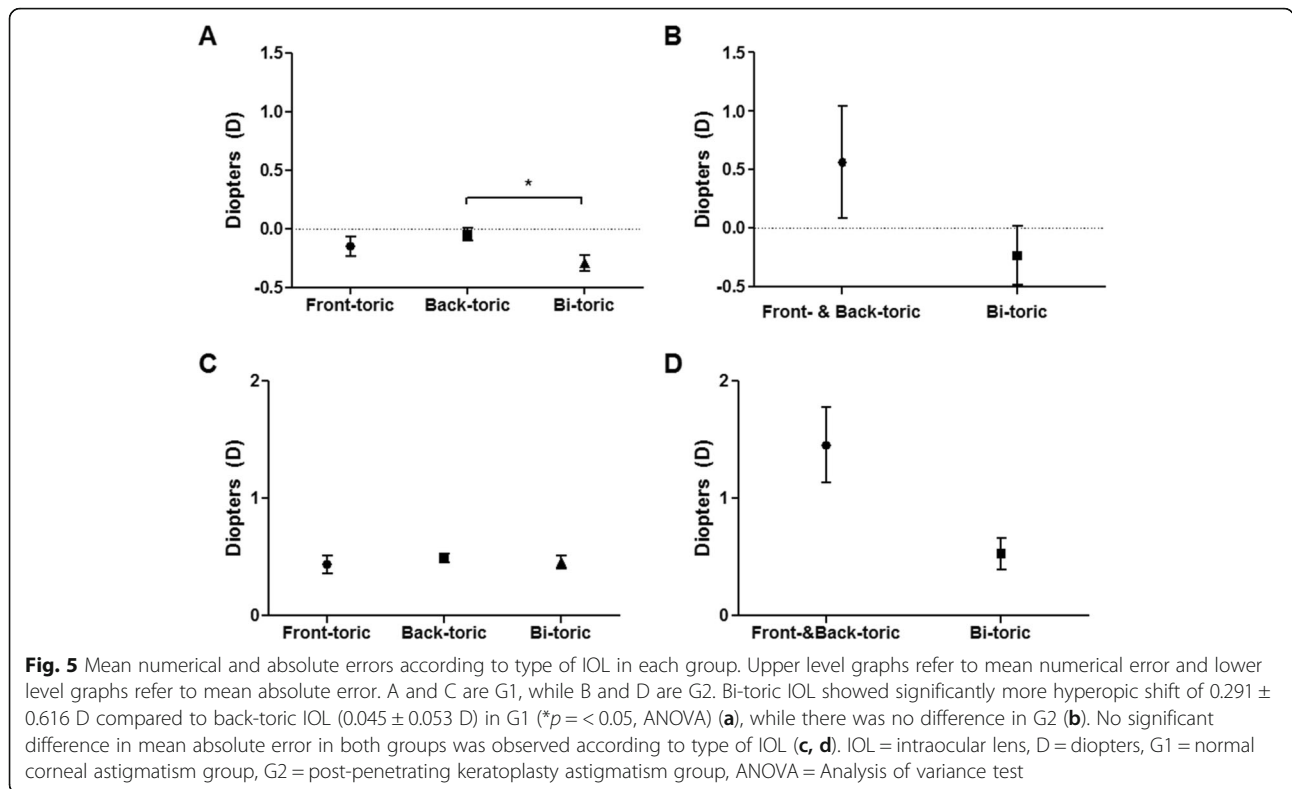 A
Diopters (D)
1.5
1.0
0.5
0.0
-0.5
*
Front-toric Back-toric Bi-toric
B
Diopters (D)
1.5
1.0
0.5
0.0
-0.5
Front- & Back-toric Bi-toric
C
Diopters (D)
2
1
0
Front-toric Back-toric Bi-toric
D
Diopters (D)
2
1
0
Front-&Back-toric Bi-toric
Fig. 5 Mean numerical and absolute errors according to type of IOL in each group. Upper level graphs refer to mean numerical error and lower
level graphs refer to mean absolute error. A and C are G1, while B and D are G2. Bi-toric IOL showed significantly more hyperopic shift of 0.291 ±
0.616 D compared to back-toric IOL (0.045 ± 0.053 D) in G1 (*p = < 0.05, ANOVA) (a), while there was no difference in G2 (b). No significant
difference in mean absolute error in both groups was observed according to type of IOL (c, d). IOL = intraocular lens, D = diopters, G1 = normal
corneal astigmatism group, G2 = post-penetrating keratoplasty astigmatism group, ANOVA = Analysis of variance test